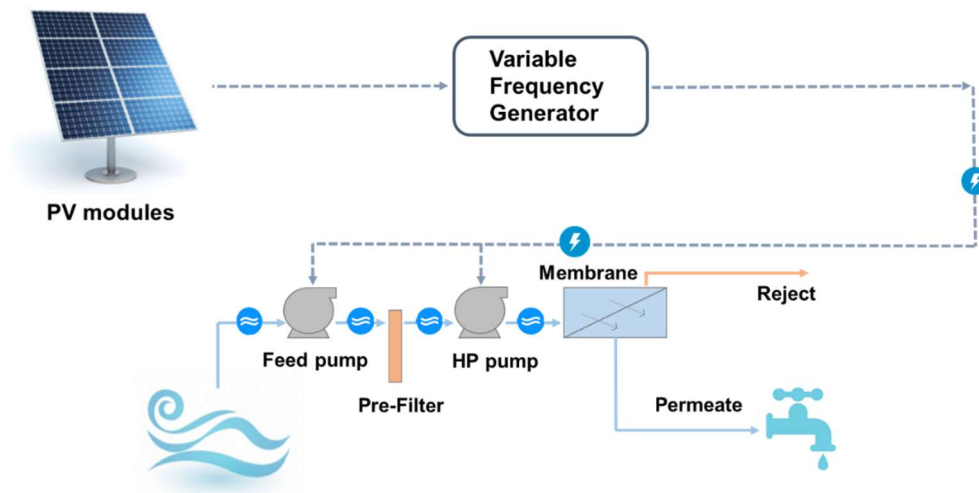 Variable
Frequency
Generator
PV modules
Membrane
Reject
Feed pump
HP pump
Pre-Filter
Permeate